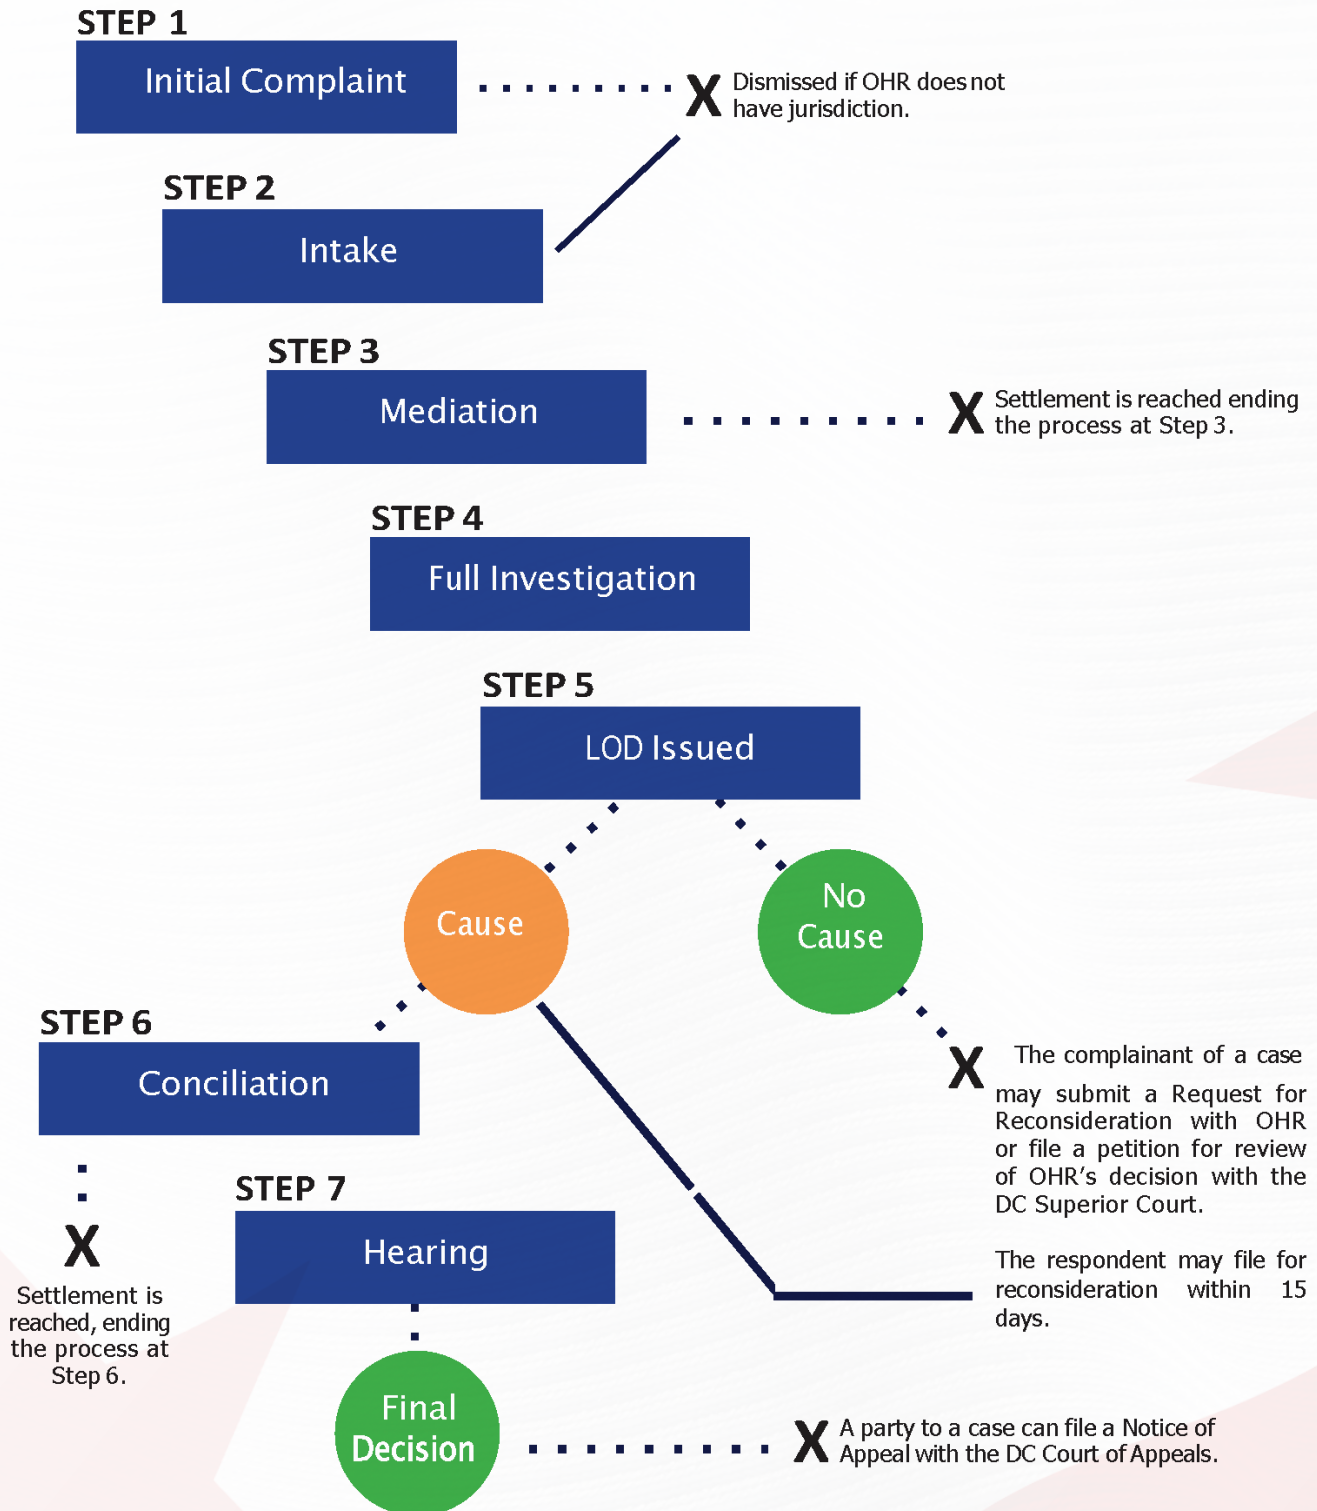 STEP 1
Initial Complaint
X
Dismissed if OHR does not
have jurisdiction.
STEP 2
Intake
STEP 3
Mediation
X
Settlement is reached ending
the process at Step 3.
STEP 4
Full Investigation
STEP 5
LOD Issued
Cause
No
Cause
STEP 6
Conciliation
X
Settlement is
reached, ending
the process at
Step 6.
X
The complainant of a case
may submit a Request for
Reconsideration with OHR
or file a petition for review
of OHR’s decision with the
DC Superior Court.
The respondent may file for
reconsideration within 15
days.
STEP 7
Hearing
Final
Decision
X
A party to a case can file a Notice of
Appeal with the DC Court of Appeals.